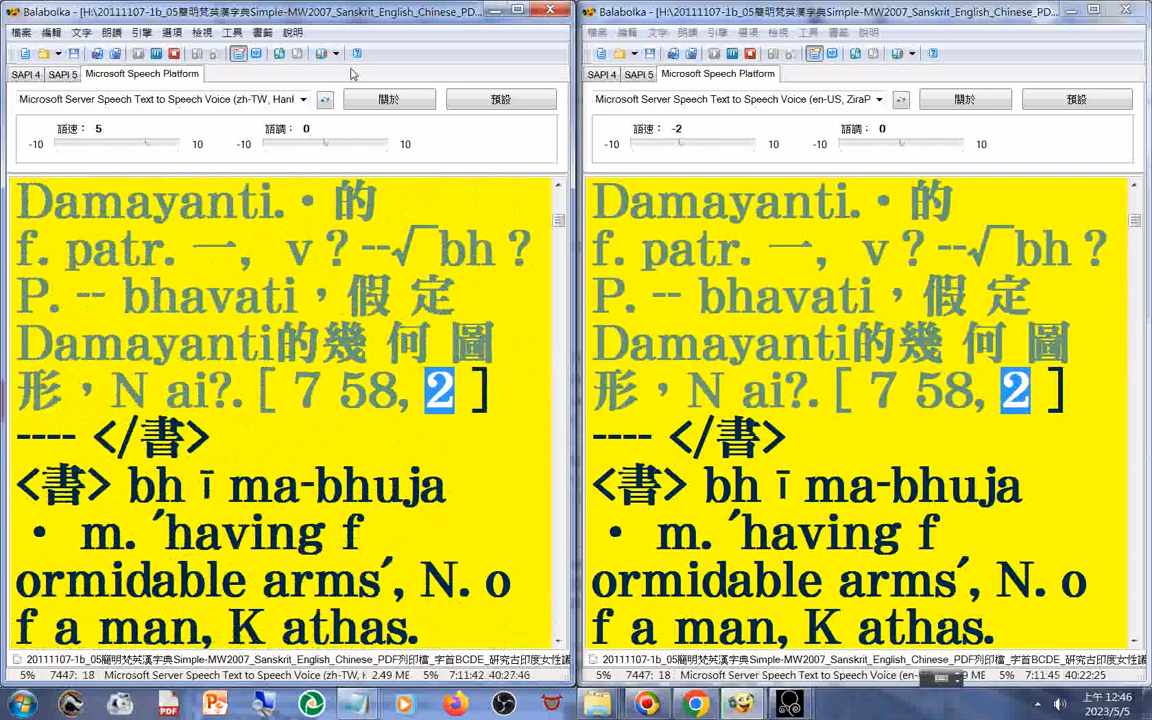 Balabolka - [H:\20111107-1b_05簡明梵英漢字典Simple-MW2007_Sanskrit_English_Chinese_PD...
檔案 編輯 文字 朗讀 引擎 選項 檢視 工具 書籤 說明
SAPI 4 SAPI 5 Microsoft Speech Platform
Microsoft Server Speech Text to Speech Voice (zh-TW, HanH 關於 預設
語速： 5 語調： 0
-10 10 -10 10
Damayanti.‧的
f. patr. 一, v ? --√bh ?
P. -- bhavati，假 定
Damayanti的幾 何 圖
形，N ai?. [ 7 58, 2 ]
---- </書>
<書> bh ī ma-bhuja
‧ m. ´having f
ormidable arms´, N. o
f a man, K athas.
20111107-1b_05簡明梵英漢字典Simple-MW2007_Sanskrit_English_Chinese_PDF列印檔_字首BCDE_研究古印度女性議
5% 7447: 18 Microsoft Server Speech Text to Speech Voice (zh-TW, H 2.49 ME 5% 7:11:42 40:27:46
Balabolka - [H:\20111107-1b_05簡明梵英漢字典Simple-MW2007_Sanskrit_English_Chinese_PD...
檔案 編輯 文字 朗讀 引擎 選項 檢視 工具 書籤 說明
SAPI 4 SAPI 5 Microsoft Speech Platform
Microsoft Server Speech Text to Speech Voice (en-US, ZiraP 關於 預設
語速： -2 語調： 0
-10 10 -10 10
Damayanti.‧的
f. patr. 一, v ? --√bh ?
P. -- bhavati，假 定
Damayanti的幾 何 圖
形，N ai?. [ 7 58, 2 ]
---- </書>
<書> bh ī ma-bhuja
‧ m. ´having f
ormidable arms´, N. o
f a man, K athas.
20111107-1b_05簡明梵英漢字典Simple-MW2007_Sanskrit_English_Chinese_PDF列印檔_字首BCDE_研究古印度女性議
5% 7447: 18 Microsoft Server Speech Text to Speech Voice (en-US, ME 5% 7:11:45 40:22:25
PDF
上午 12:46
2023/5/5